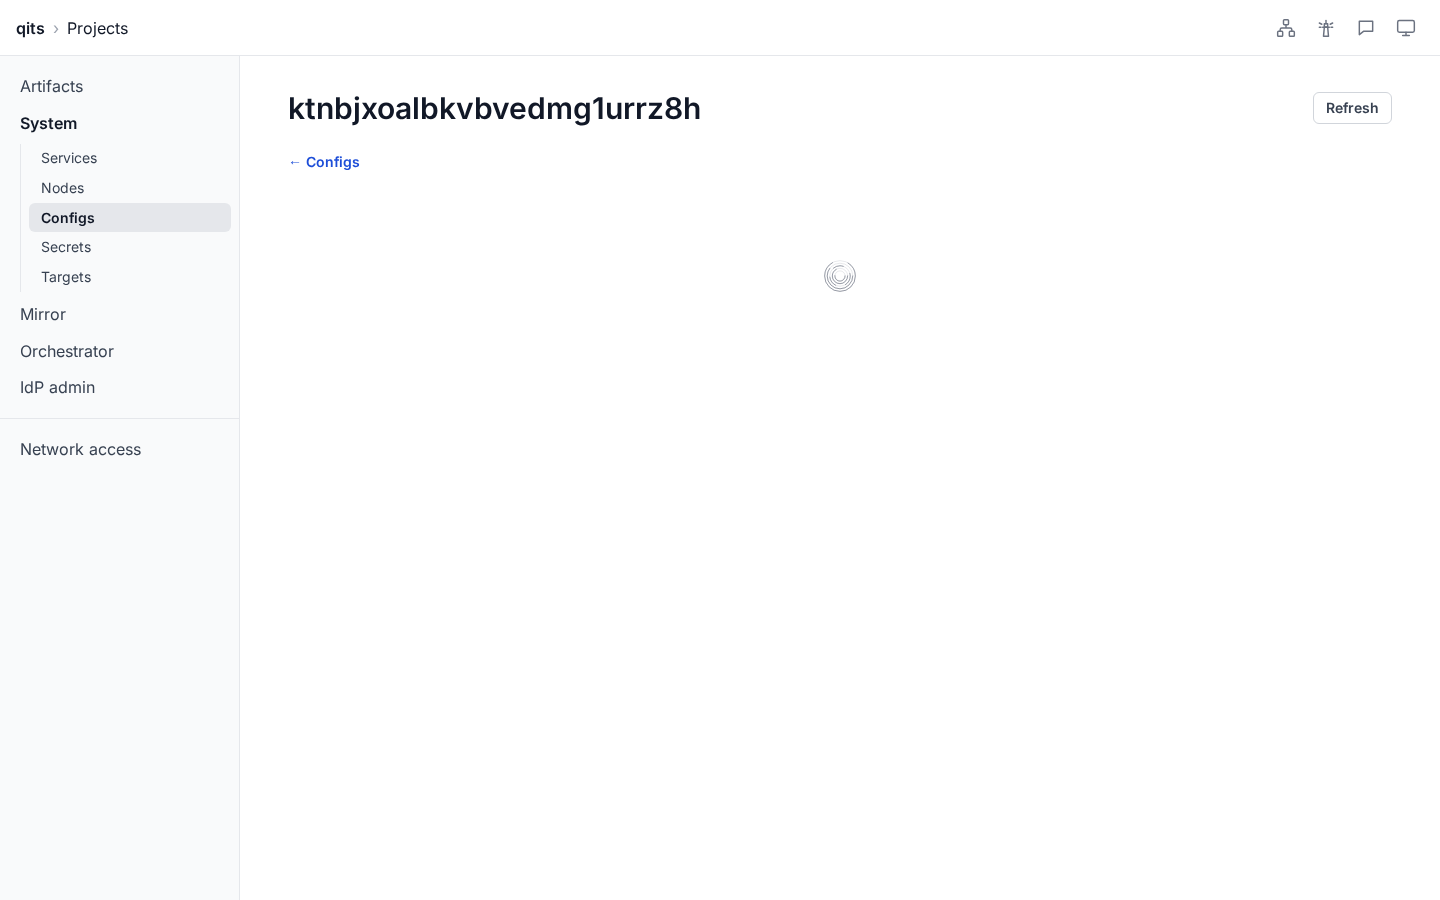 qits › Projects
Artifacts
System
Services
Nodes
Configs
Secrets
Targets
Mirror
Orchestrator
IdP admin
Network access
ktnbjxoalbkvbvedmg1urrz8h
Refresh
← Configs